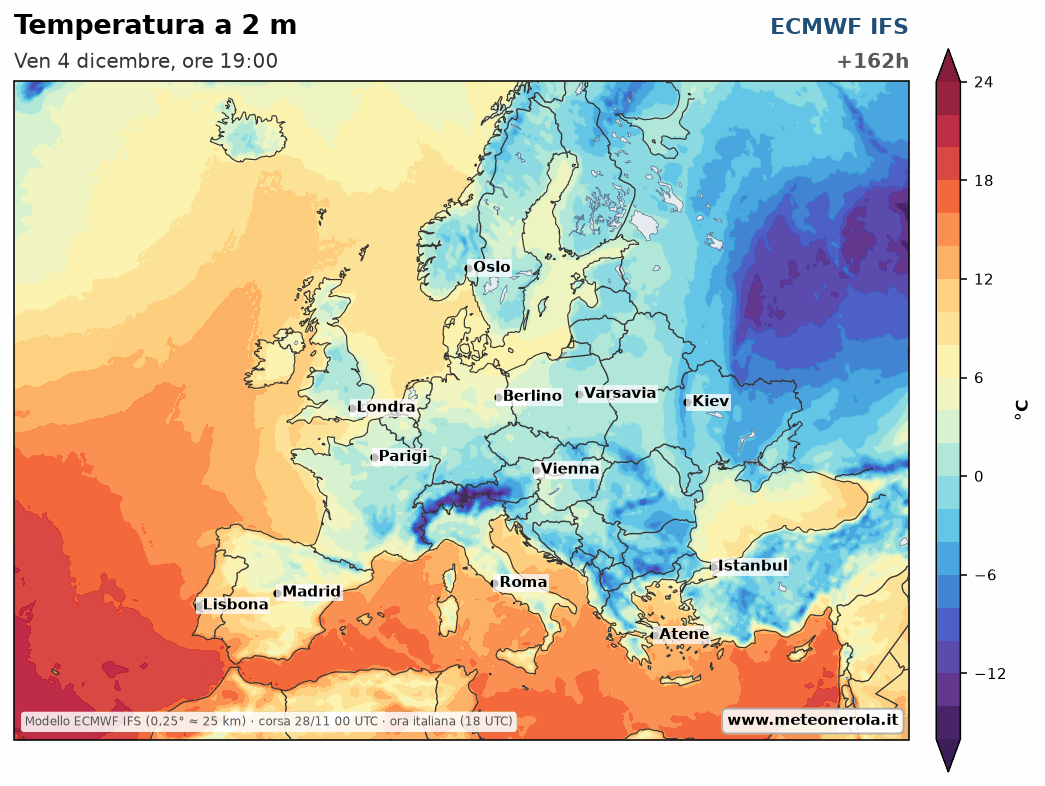 Temperatura a 2 m
ECMWF IFS
Ven 4 dicembre, ore 19:00
+162h
24
18
12
6
0
−6
−12
°C
Oslo
Londra
Berlino
Varsavia
Kiev
Parigi
Vienna
Istanbul
Madrid
Roma
Lisbona
Atene
Modello ECMWF IFS (0,25° ≈ 25 km) · corsa 28/11 00 UTC · ora italiana (18 UTC)
www.meteonerola.it